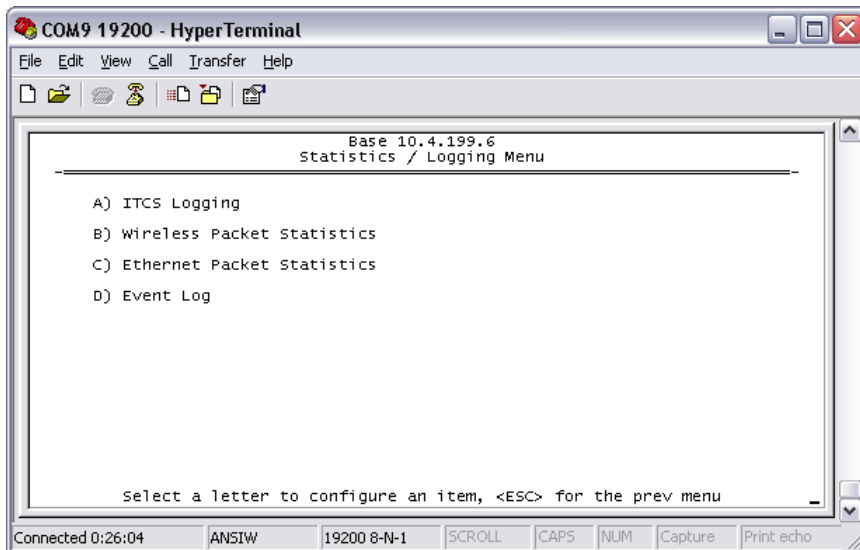 COM9 19200 - HyperTerminal
File Edit View Call Transfer Help
Base 10.4.199.6
Statistics / Logging Menu
A) ITCS Logging
B) Wireless Packet Statistics
C) Ethernet Packet Statistics
D) Event Log
Select a letter to configure an item, <ESC> for the prev menu
Connected 0:26:04 ANSIW 19200 8-N-1 SCROLL CAPS NUM Capture Print echo